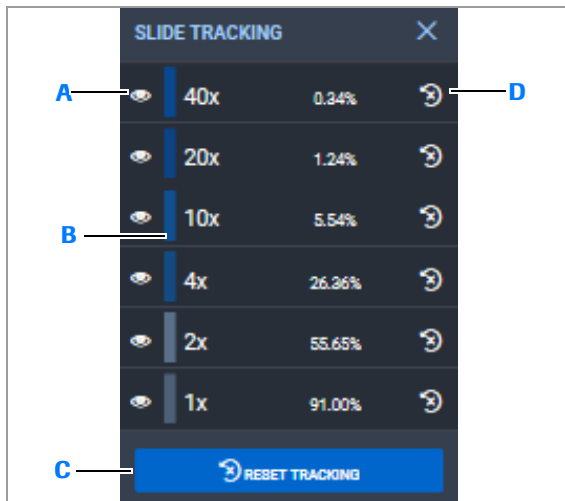 SLIDE TRACKING
A 40x 0.34% D
20x 1.24%
B 10x 5.54%
4x 26.36%
2x 55.65%
1x 91.00%
C RESET TRACKING